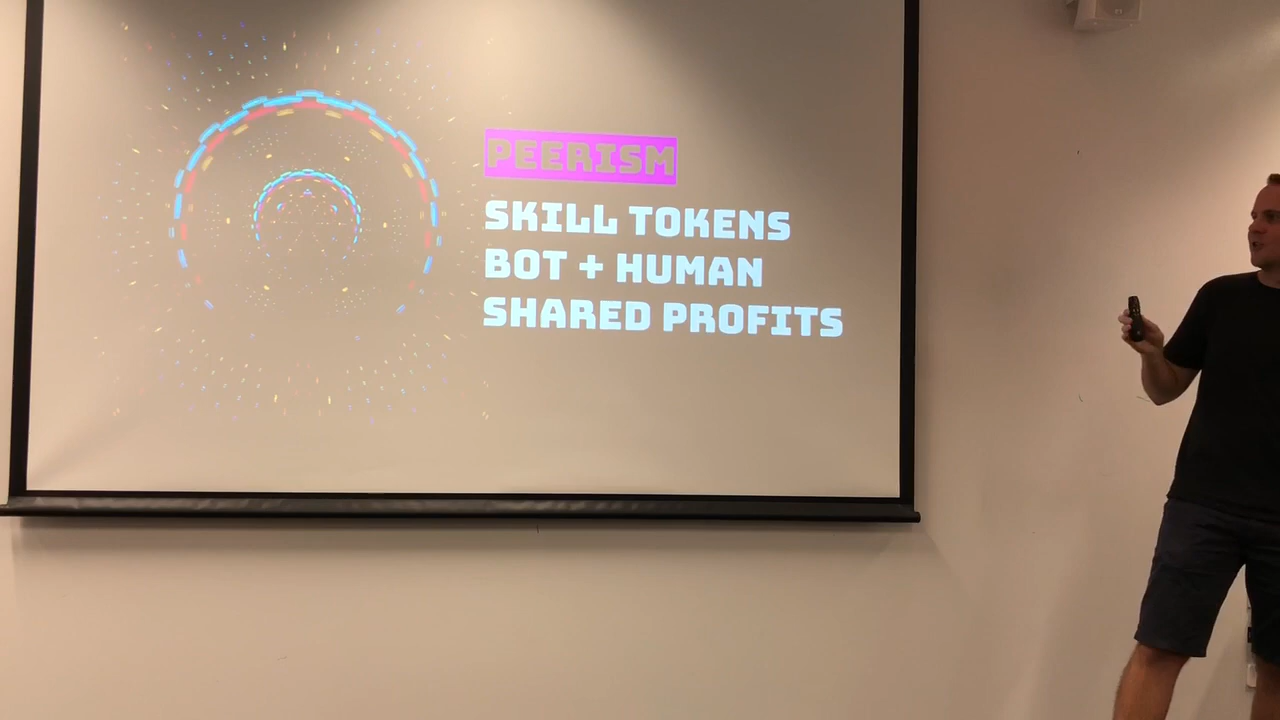 PEERISM
SKILL TOKENS
BOT + HUMAN
SHARED PROFITS